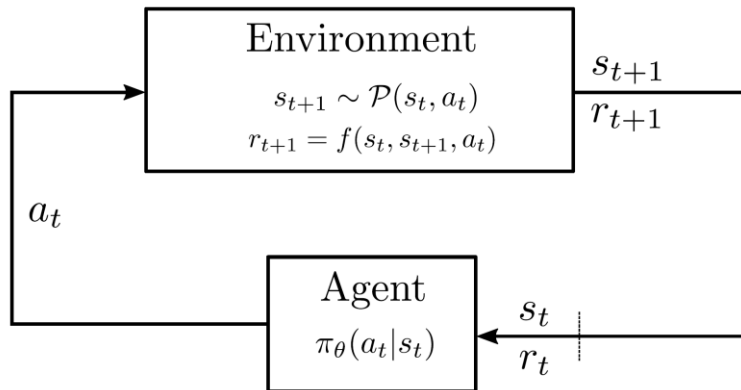 Environment
s_{t+1} ∼ 𝒫(s_t, a_t)
r_{t+1} = f(s_t, s_{t+1}, a_t)
s_{t+1}
r_{t+1}
a_t
Agent
π_θ(a_t|s_t)
s_t
r_t